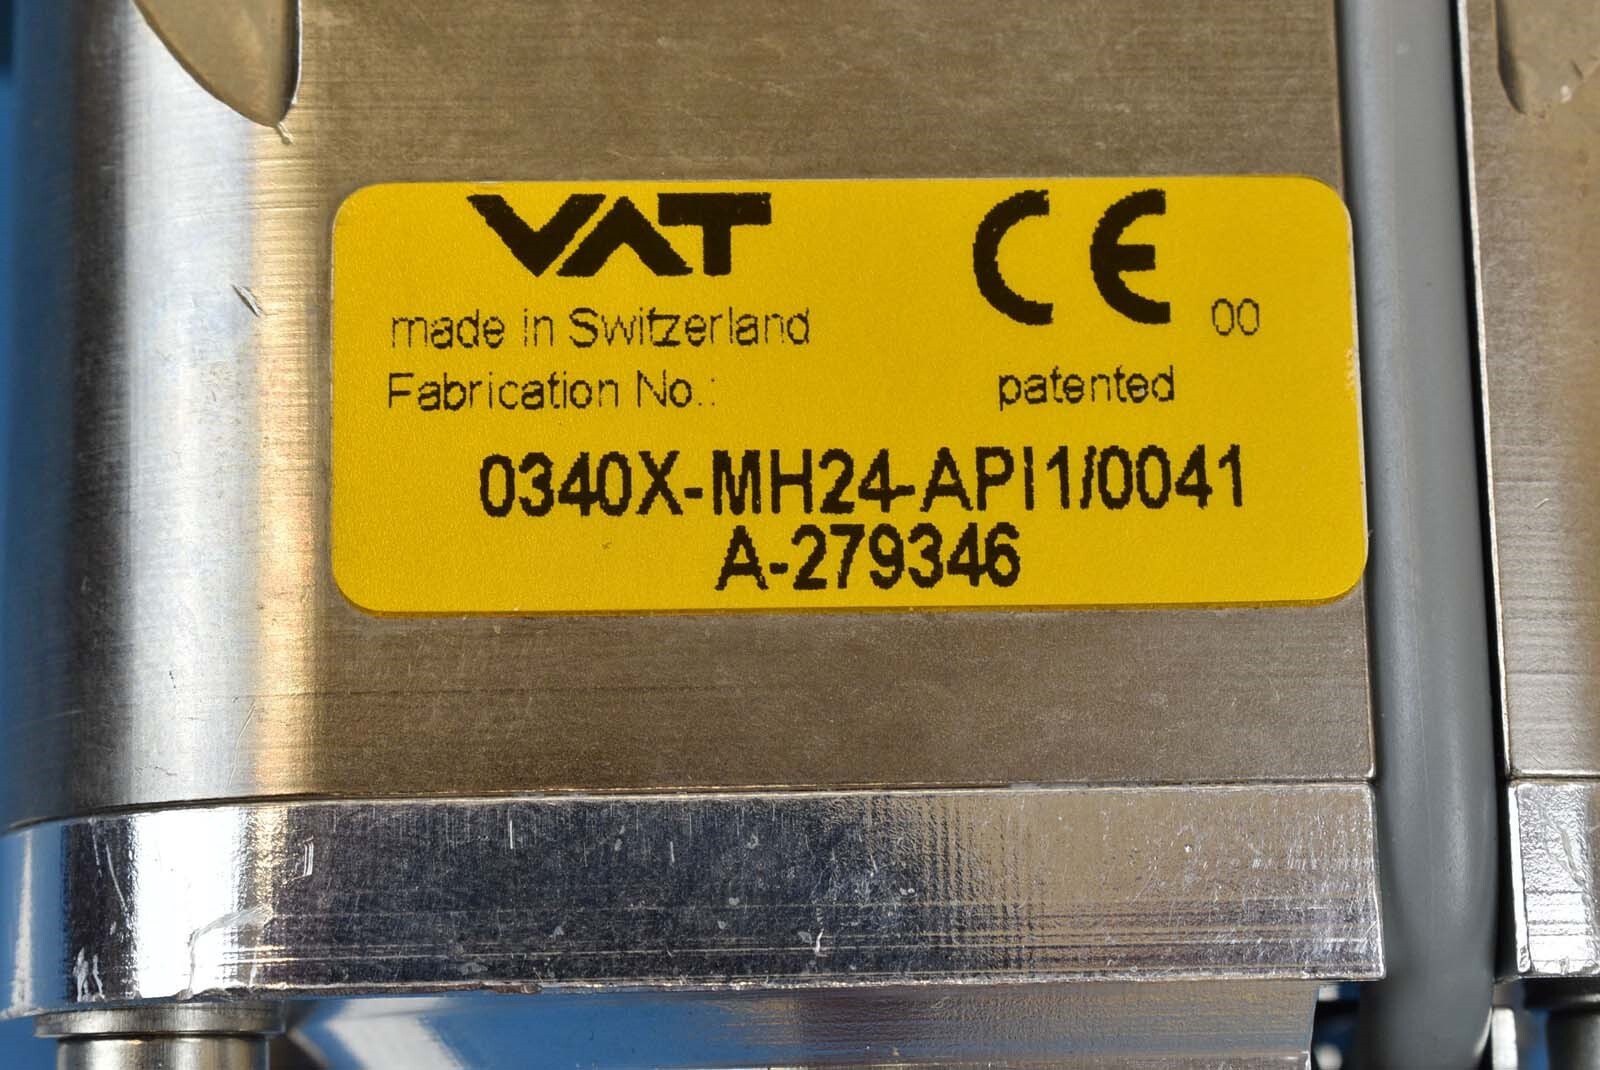 VAT CE 00
made in Switzerland
Fabrication No.: patented
0340X-MH24-API1/0041
A-279346